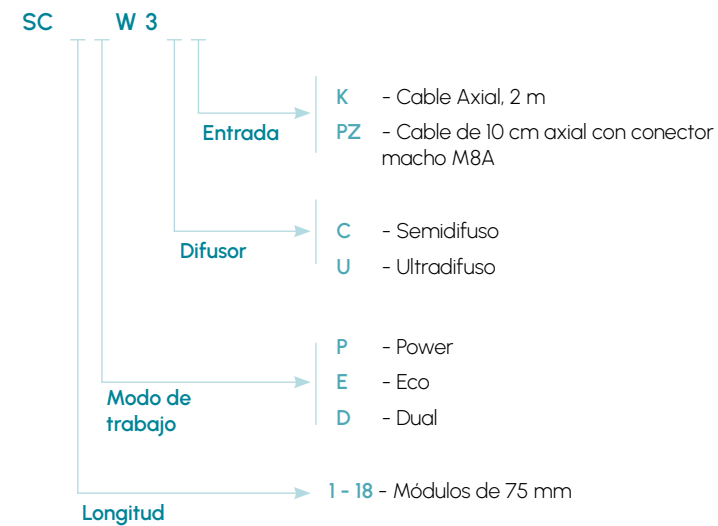 SC W 3
K - Cable Axial, 2 m
Entrada
PZ - Cable de 10 cm axial con conector
macho M8A
C - Semidifuso
Difusor
U - Ultradifuso
P - Power
E - Eco
Modo de
trabajo
D - Dual
1 - 18 - Módulos de 75 mm
Longitud